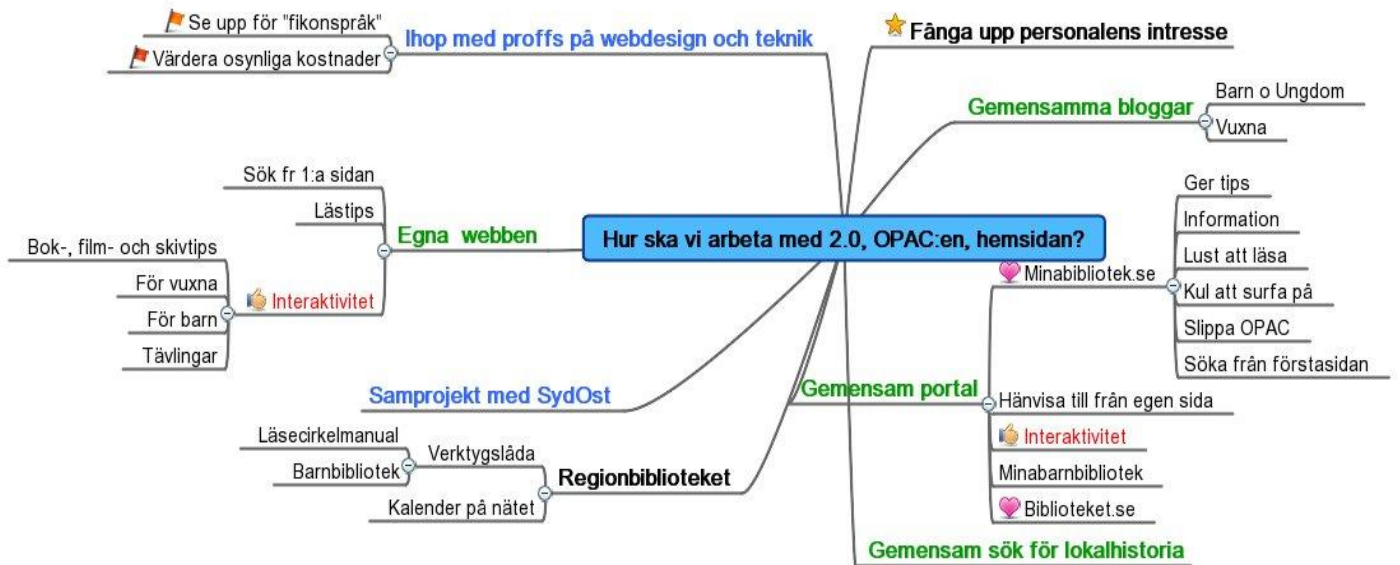 Hur ska vi arbeta med 2.0, OPAC:en, hemsidan?
Ihop med proffs på webdesign och teknik
Se upp för "fikonspråk"
Värdera osynliga kostnader
Egna webben
Sök fr 1:a sidan
Lästips
Interaktivitet
Bok-, film- och skivtips
För vuxna
För barn
Tävlingar
Samprojekt med SydOst
Regionbiblioteket
Verktygslåda
Läsecirkelmanual
Barnbibliotek
Kalender på nätet
Fånga upp personalens intresse
Gemensamma bloggar
Barn o Ungdom
Vuxna
Gemensam portal
Minabibliotek.se
Ger tips
Information
Lust att läsa
Kul att surfa på
Slippa OPAC
Söka från förstasidan
Hänvisa till från egen sida
Interaktivitet
Minabarnbibliotek
Biblioteket.se
Gemensam sök för lokalhistoria